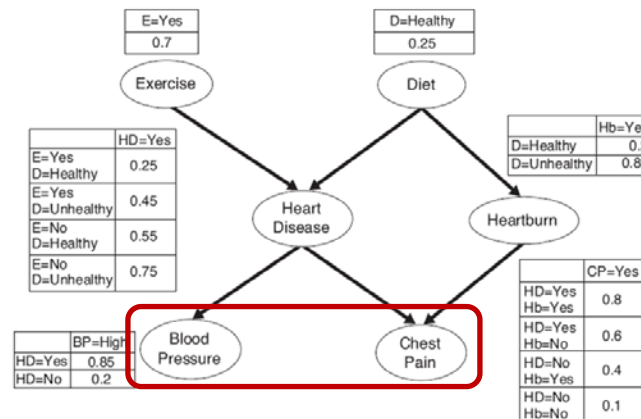 E=Yes
0.7
Exercise
D=Healthy
0.25
Diet
HD=Yes
E=Yes
D=Healthy
0.25
E=Yes
D=Unhealthy
0.45
E=No
D=Healthy
0.55
E=No
D=Unhealthy
0.75
D=Healthy
D=Unhealthy
Heart
Disease
Heartburn
CP=Yes
HD=Yes
Hb=Yes
0.8
HD=Yes
Hb=No
0.6
HD=No
Hb=Yes
0.4
HD=No
Hb=No
0.1
BP=High
HD=Yes 0.85
HD=No 0.2
Blood
Pressure
Chest
Pain